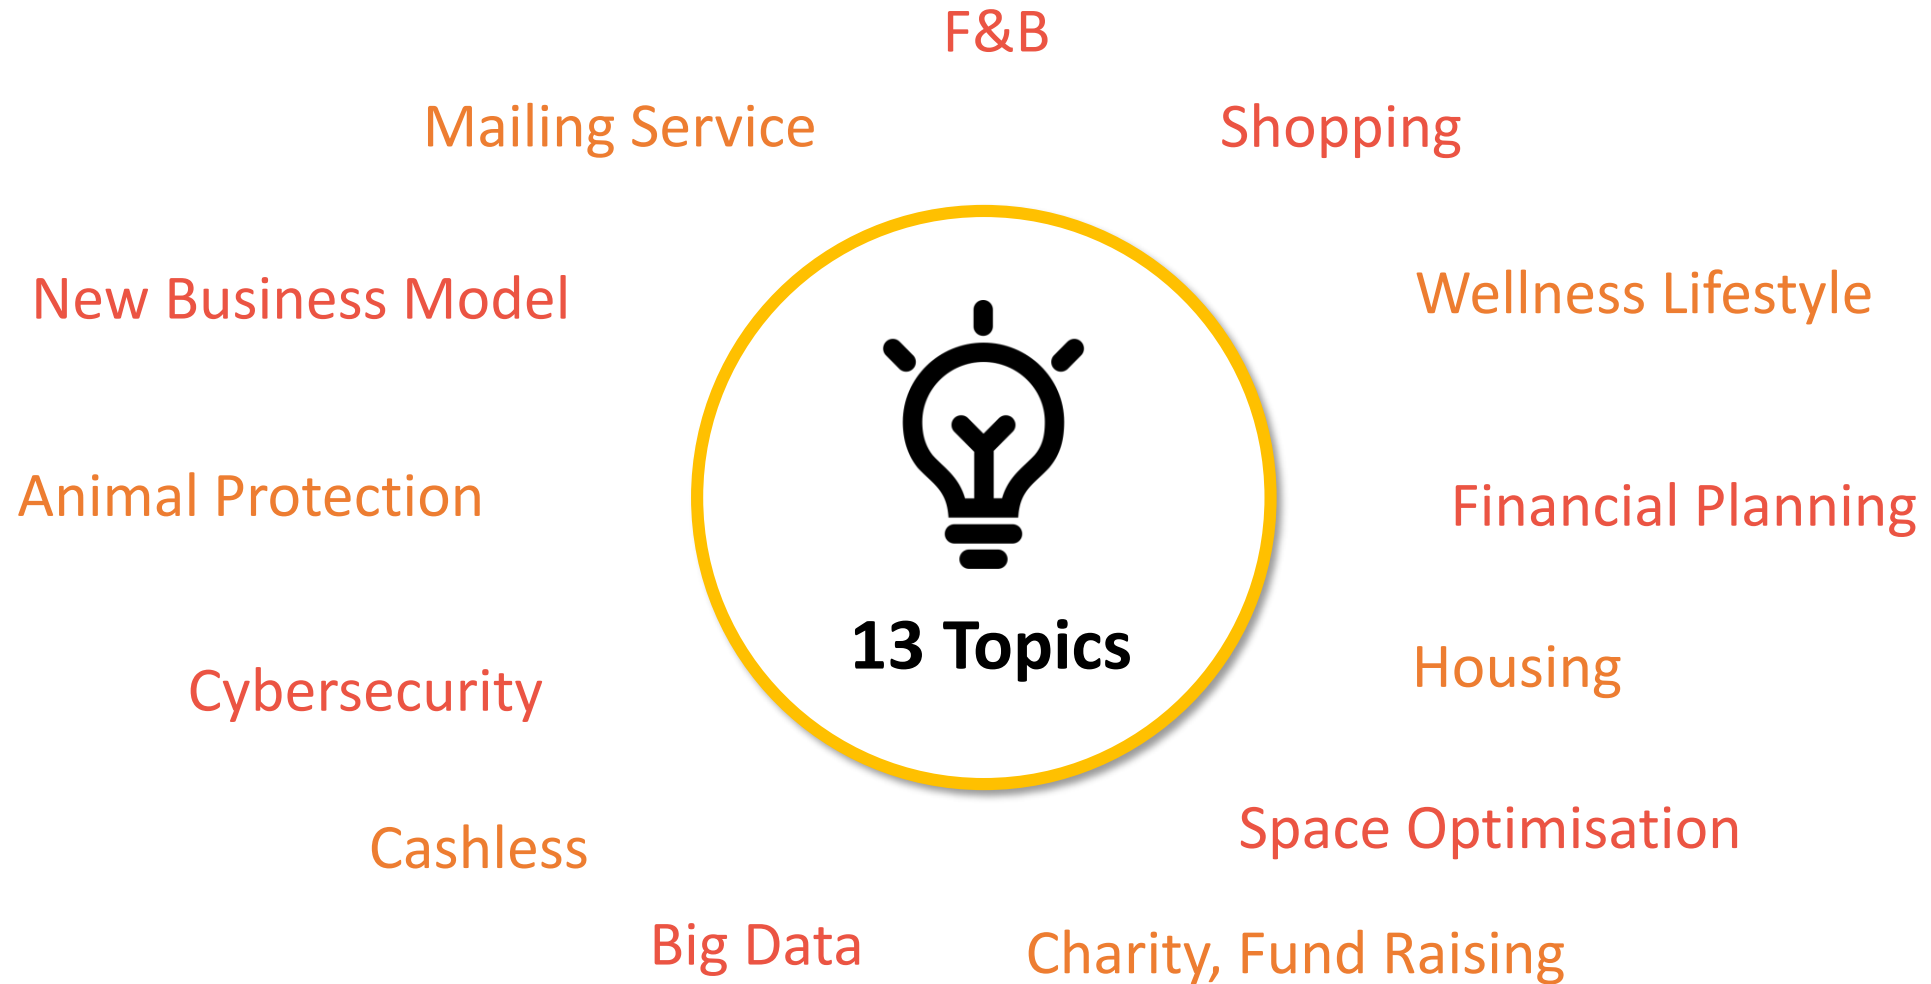 F&B
Mailing Service
Shopping
New Business Model
Wellness Lifestyle
Animal Protection
Financial Planning
13 Topics
Housing
Cybersecurity
Space Optimisation
Cashless
Big Data
Charity, Fund Raising